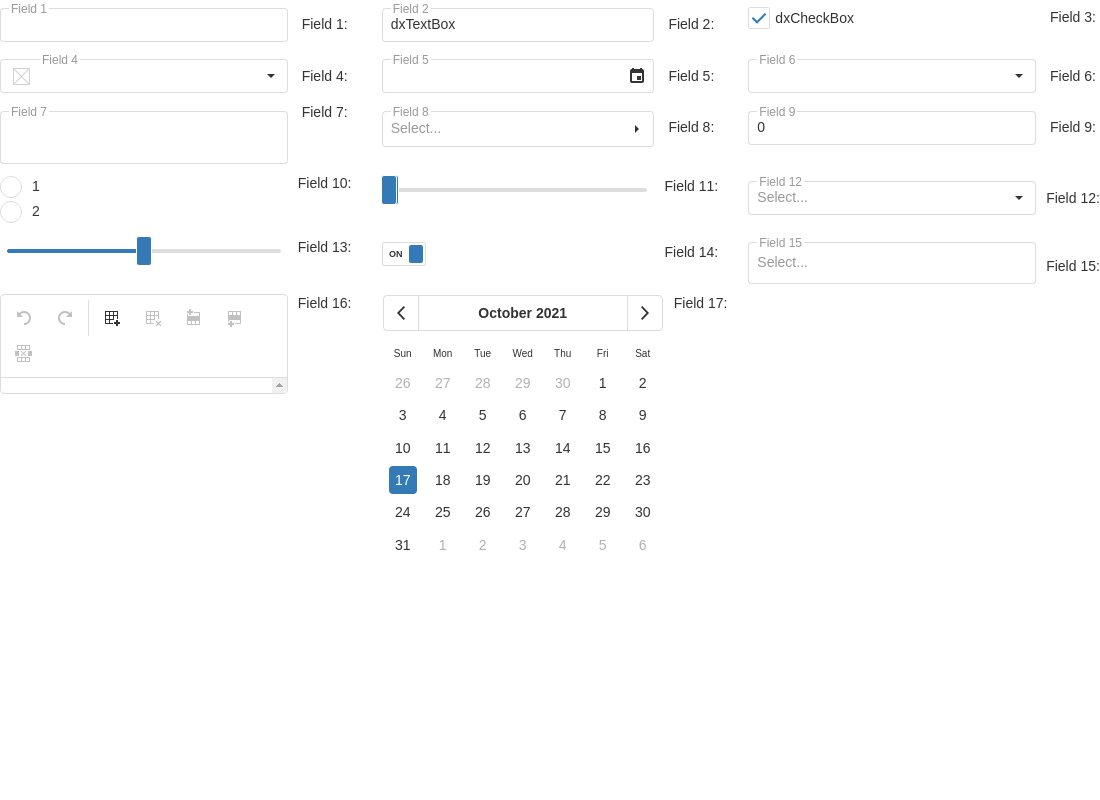 Field 1
Field 1:
Field 2
dxTextBox
Field 2:
dxCheckBox
Field 3:
Field 4
Field 4:
Field 5
Field 5:
Field 6
Field 6:
Field 7
Field 7:
Field 8
Select...
Field 8:
Field 9
0
Field 9:
1
2
Field 10:
Field 11:
Field 12
Select...
Field 12:
Field 13:
ON
Field 14:
Field 15
Select...
Field 15:
Field 16:
October 2021
Field 17:
Sun Mon Tue Wed Thu Fri Sat
26 27 28 29 30 1 2
3 4 5 6 7 8 9
10 11 12 13 14 15 16
17 18 19 20 21 22 23
24 25 26 27 28 29 30
31 1 2 3 4 5 6